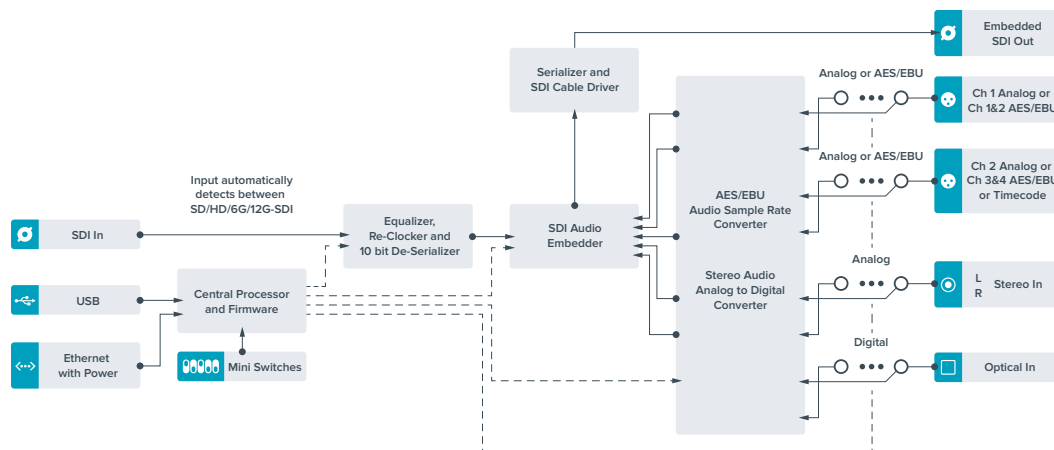 Embedded
SDI Out
Serializer and
SDI Cable Driver
Analog or AES/EBU
Ch 1 Analog or
Ch 1&2 AES/EBU
Analog or AES/EBU
Ch 2 Analog or
Ch 3&4 AES/EBU
or Timecode
Input automatically
detects between
SD/HD/6G/12G-SDI
AES/EBU
Audio Sample Rate
Converter
SDI In
Equalizer,
Re-Clocker and
10 bit De-Serializer
SDI Audio
Embedder
Analog
Stereo Audio
Analog to Digital
Converter
L
R
Stereo In
USB
Central Processor
and Firmware
Ethernet
with Power
Mini Switches
Digital
Optical In